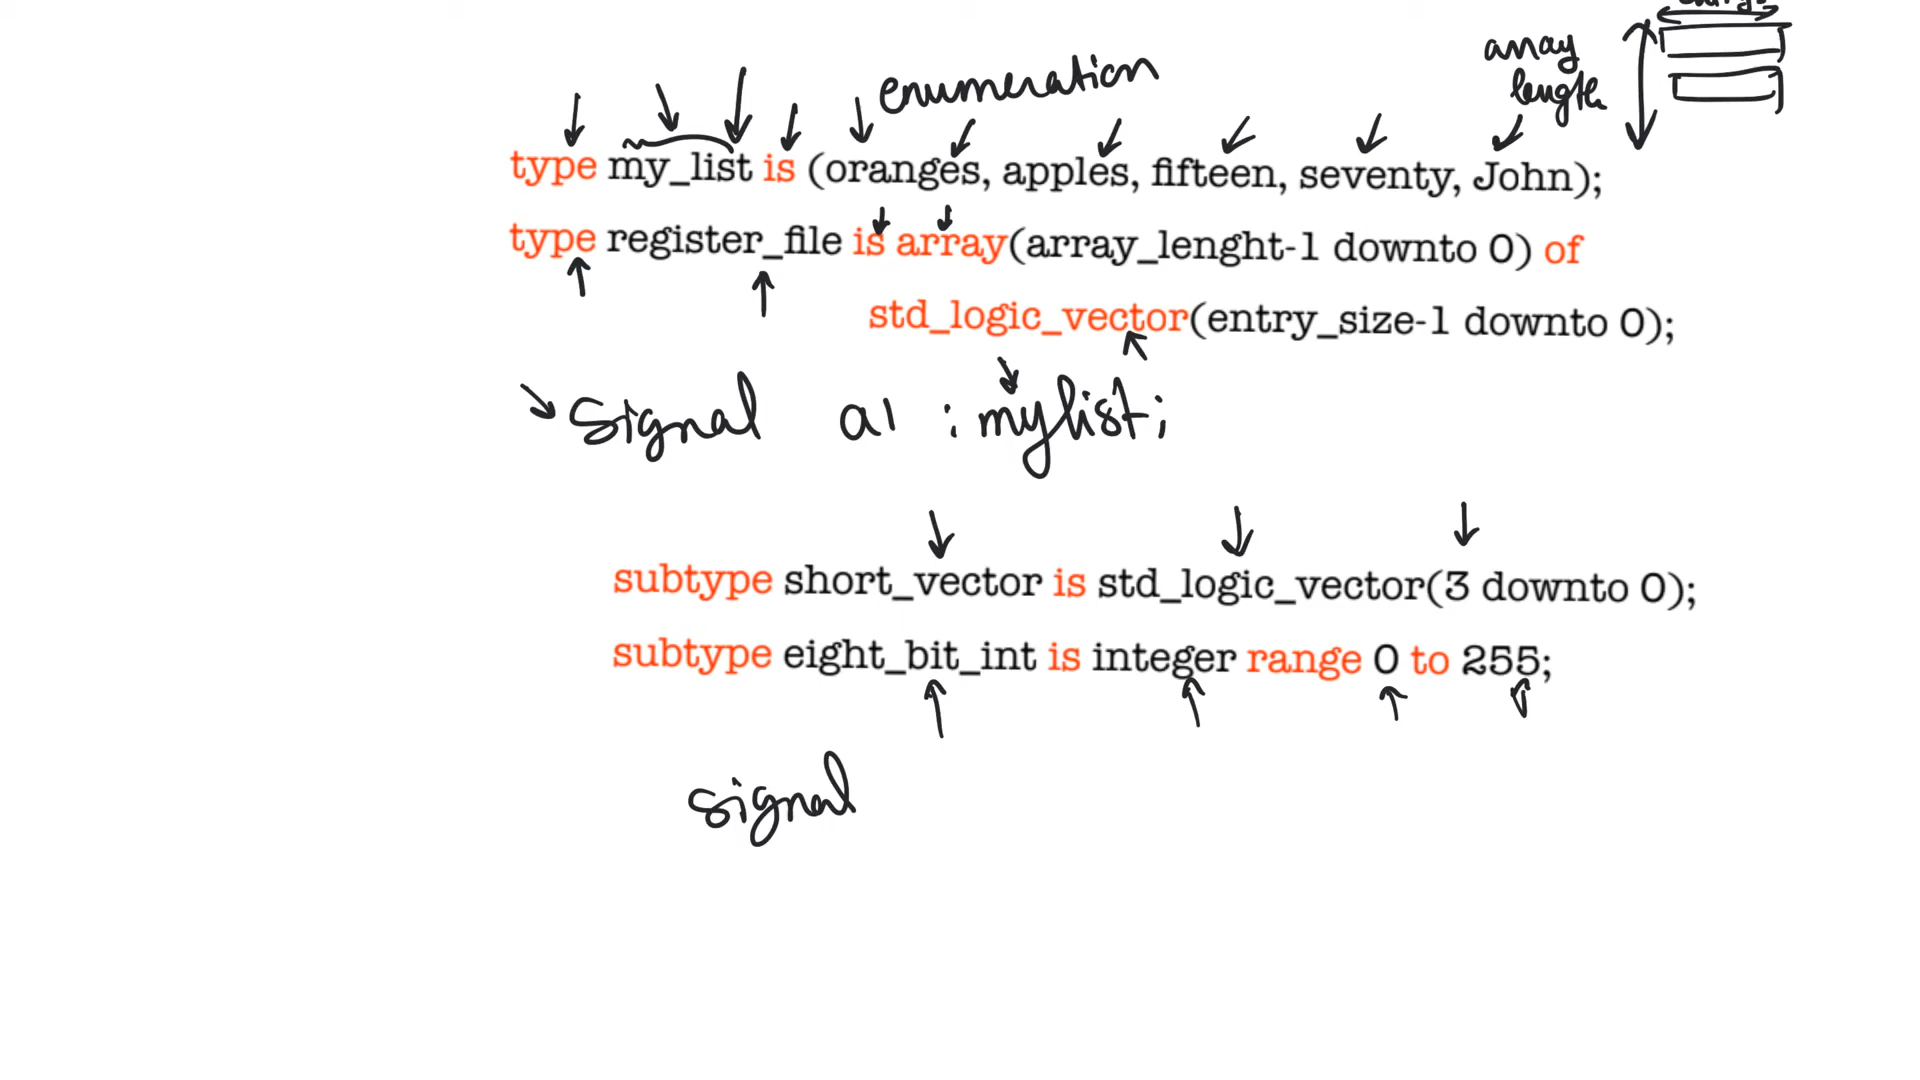 enumeration
array
length
type my_list is (oranges, apples, fifteen, seventy, John);
type register_file is array(array_lenght-1 downto 0) of
std_logic_vector(entry_size-1 downto 0);
Signal a1 : mylist;
subtype short_vector is std_logic_vector(3 downto 0);
subtype eight_bit_int is integer range 0 to 255;
signal